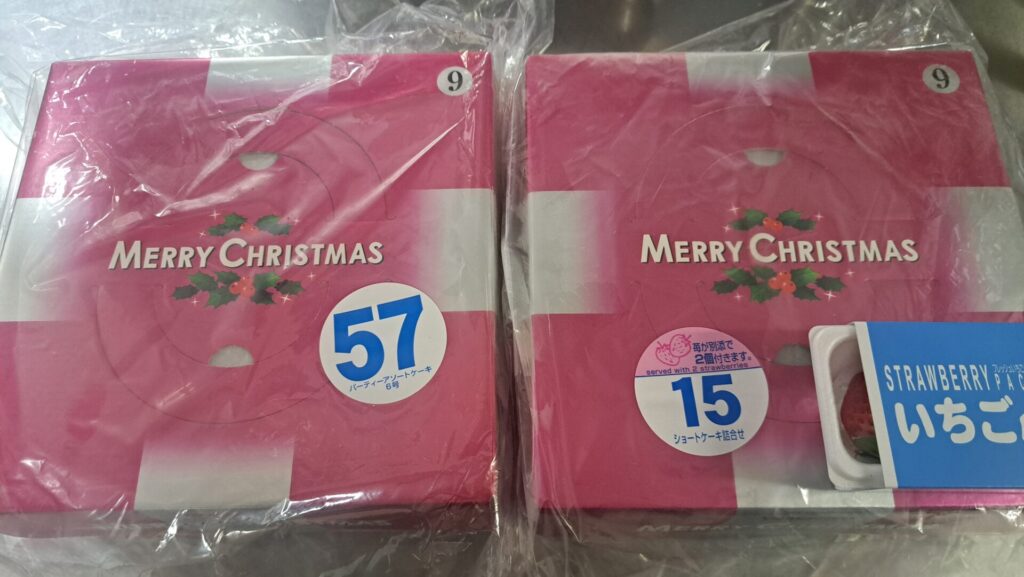 9
MERRY CHRISTMAS
57
パーティーアソートケーキ
6号
9
MERRY CHRISTMAS
苺が別添で
2個付きます。
served with 2 strawberries
15
ショートケーキ詰合せ
STRAWBERRY
PAC
いちご